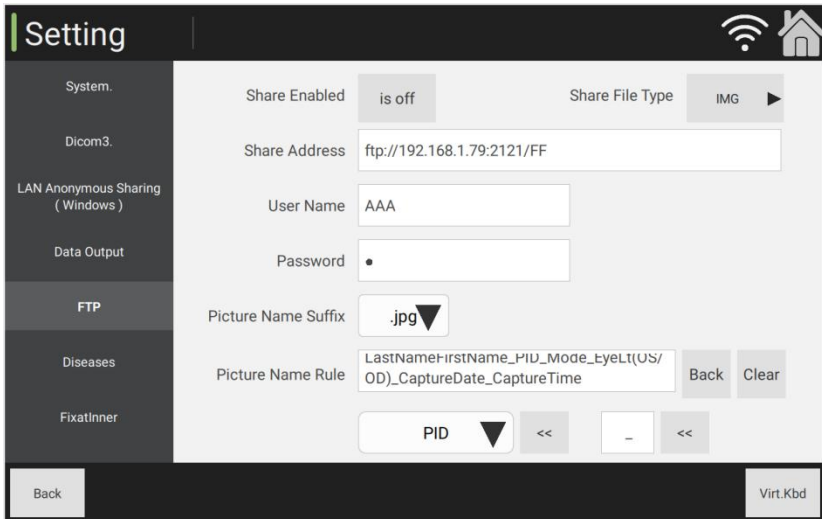 Setting
System.
Dicom3.
LAN Anonymous Sharing
( Windows )
Data Output
FTP
Diseases
FixatInner
Share Enabled
is off
Share File Type
IMG
Share Address
ftp://192.168.1.79:2121/FF
User Name
AAA
Password
Picture Name Suffix
.jpg
Picture Name Rule
LastNameFirstName_PID_Mode_EyeLt(OS/
OD)_CaptureDate_CaptureTime
Back
Clear
PID
<<
_
<<
Back
Virt.Kbd